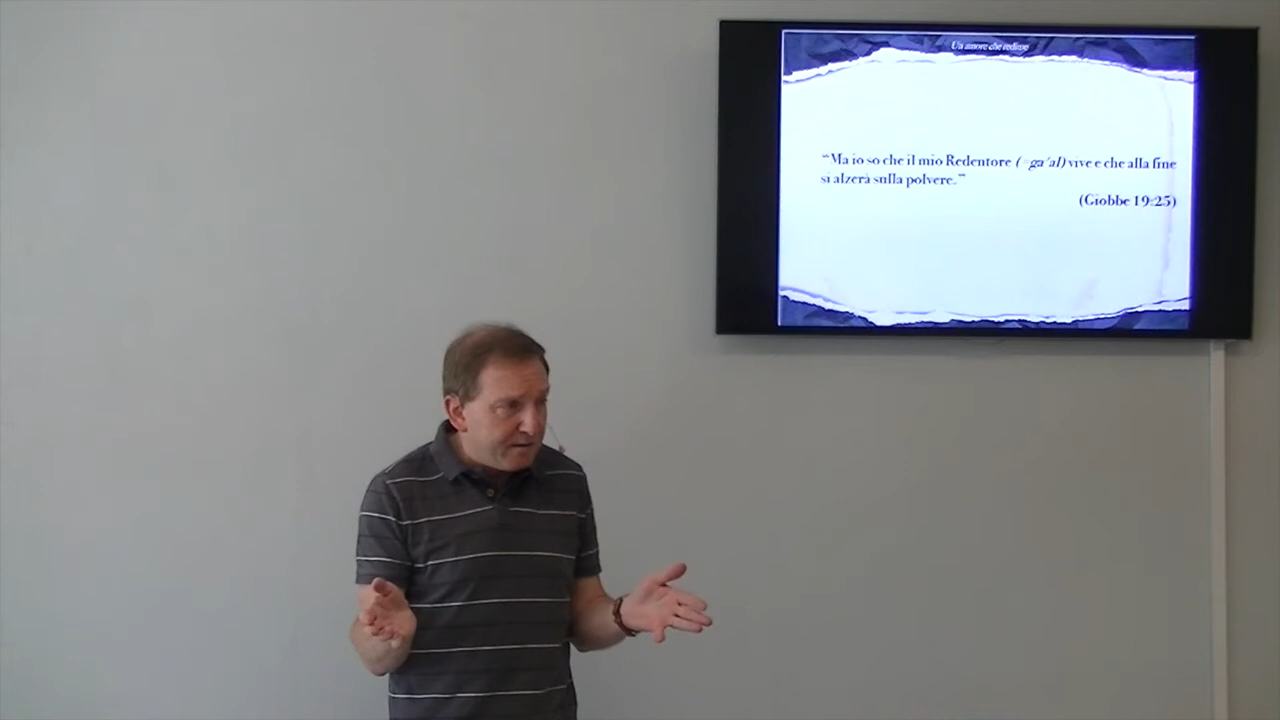 Un amore che redime
“Ma io so che il mio Redentore (=ga’al) vive e che alla fine
si alzerà sulla polvere.”
(Giobbe 19:25)